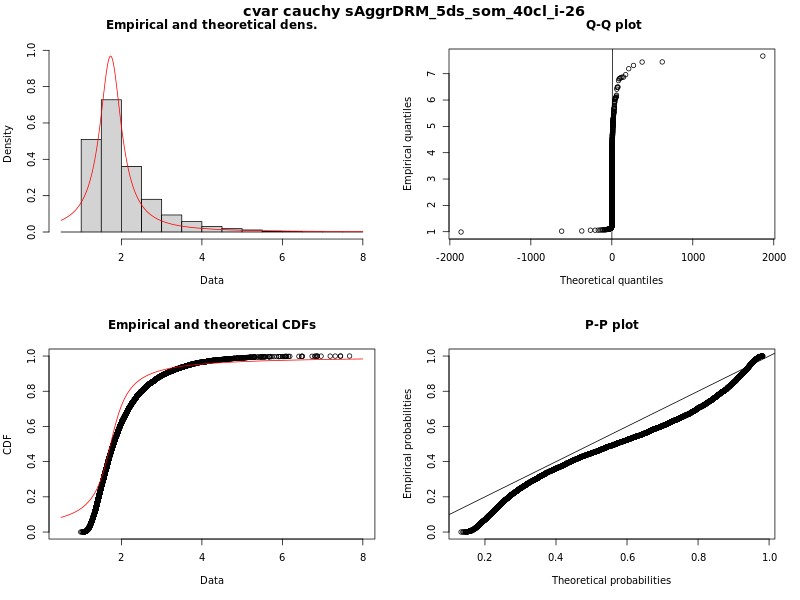 cvar cauchy sAggrDRM_5ds_som_40cl_i-26
Empirical and theoretical dens.
Density
0.0 0.2 0.4 0.6 0.8 1.0
2 4 6 8
Data
Q-Q plot
Empirical quantiles
1 2 3 4 5 6 7
-2000 -1000 0 1000 2000
Theoretical quantiles
Empirical and theoretical CDFs
CDF
0.0 0.2 0.4 0.6 0.8 1.0
2 4 6 8
Data
P-P plot
Empirical probabilities
0.0 0.2 0.4 0.6 0.8 1.0
0.2 0.4 0.6 0.8 1.0
Theoretical probabilities